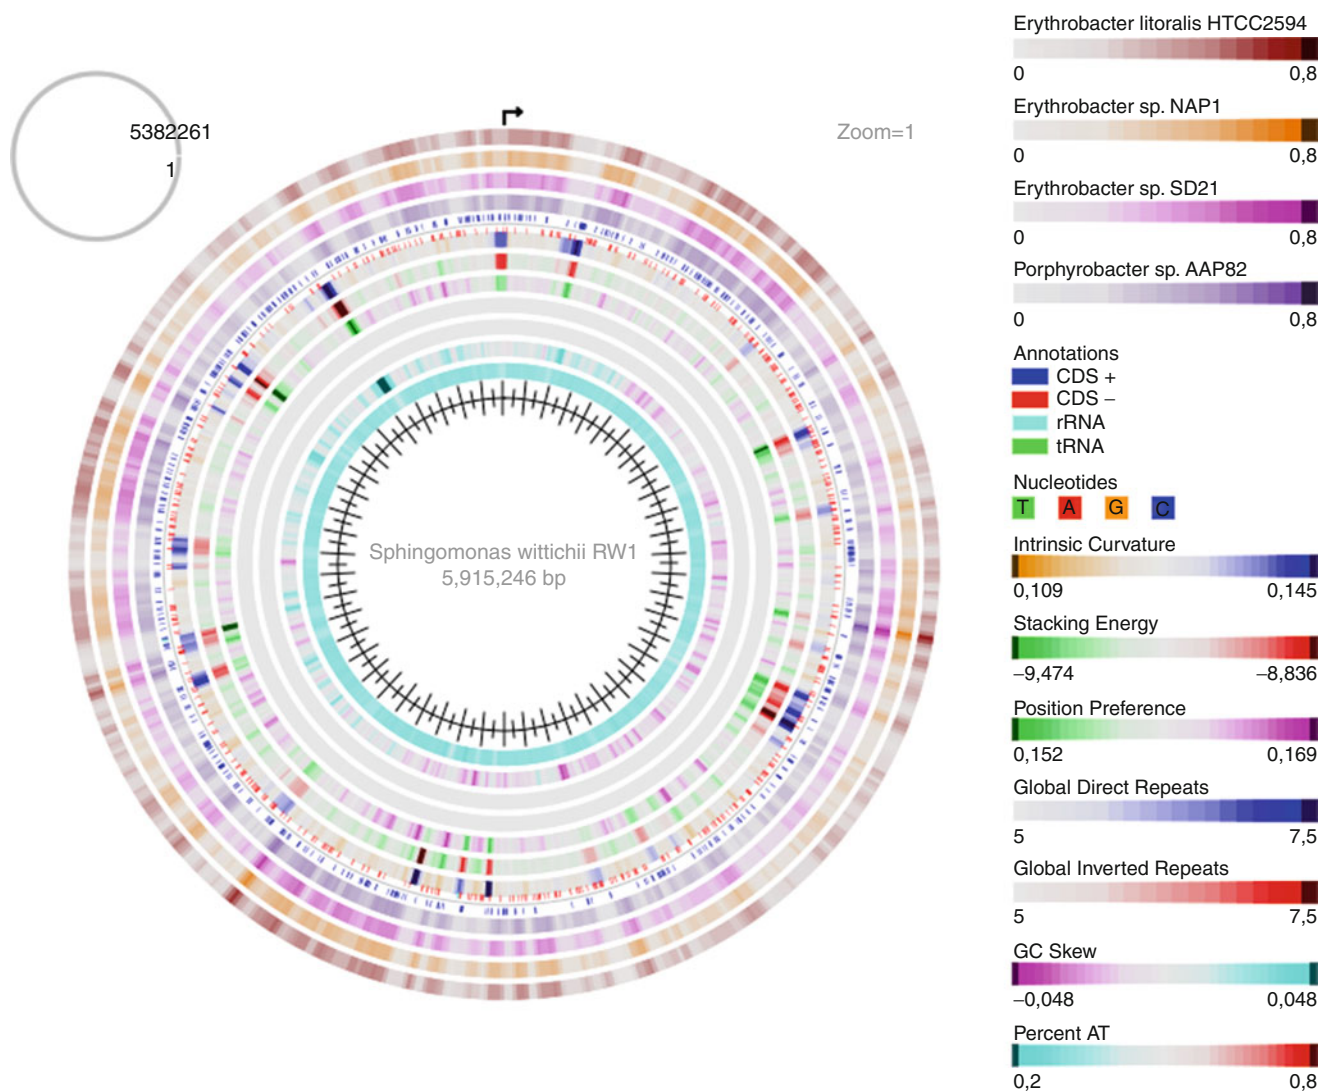 5382261
1
Zoom=1
Sphingomonas wittichii RW1
5,915,246 bp
Erythrobacter litoralis HTCC2594
0 0,8
Erythrobacter sp. NAP1
0 0,8
Erythrobacter sp. SD21
0 0,8
Porphyrobacter sp. AAP82
0 0,8
Annotations
CDS +
CDS –
rRNA
tRNA
Nucleotides
T A G C
Intrinsic Curvature
0,109 0,145
Stacking Energy
–9,474 –8,836
Position Preference
0,152 0,169
Global Direct Repeats
5 7,5
Global Inverted Repeats
5 7,5
GC Skew
–0,048 0,048
Percent AT
0,2 0,8